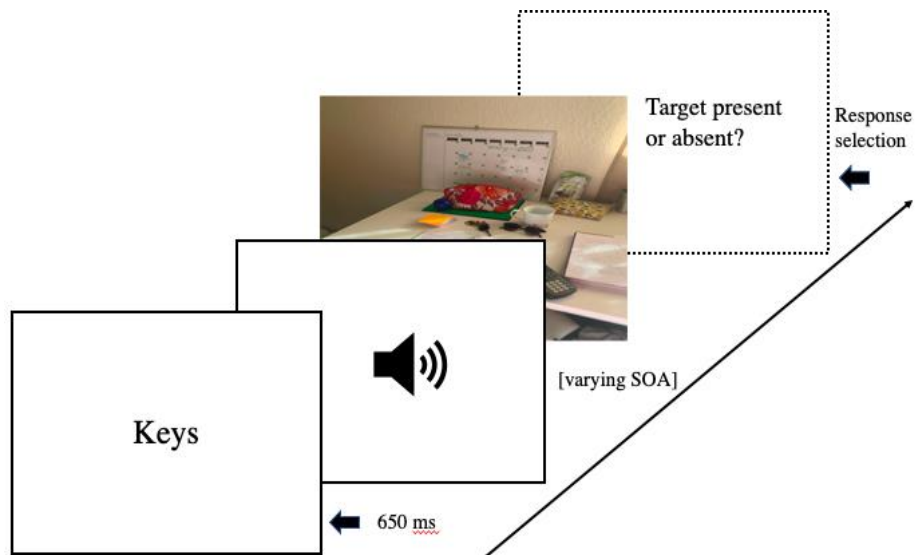 Target present
or absent?
Response
selection
[varying SOA]
Keys
650 ms